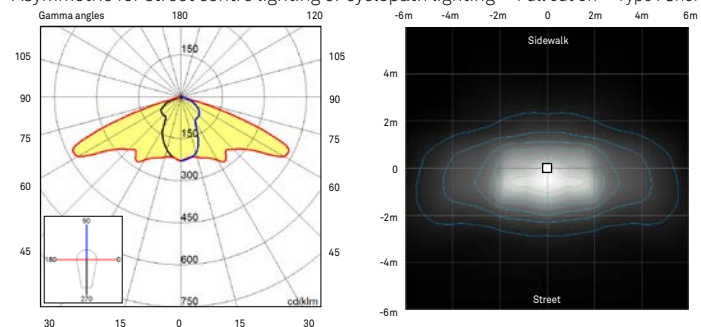 Gamma angles 180 120
105 105
90 90
75 75
60 60
45 45
30 15 0 15 30
150
150
300
450
600
750
cd/klm
90
180 0
270
-6m -2m 0 2m 4m 6m
Sidewalk
4m
2m
0
-2m
-4m
-6m
Street